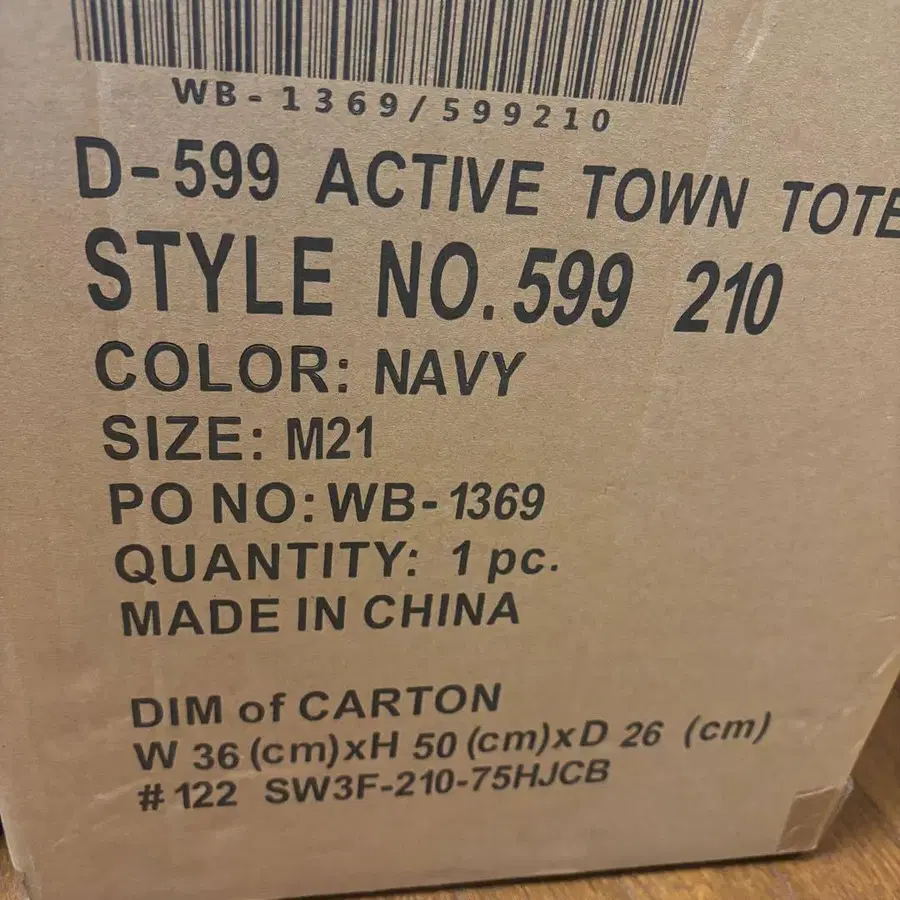 WB-1369/599210
D-599 ACTIVE TOWN TOTE
STYLE NO. 599 210
COLOR: NAVY
SIZE: M21
PO NO: WB-1369
QUANTITY: 1 pc.
MADE IN CHINA
DIM of CARTON
W 36 (cm)xH 50 (cm)xD 26 (cm)
# 122 SW3F-210-75HJCB